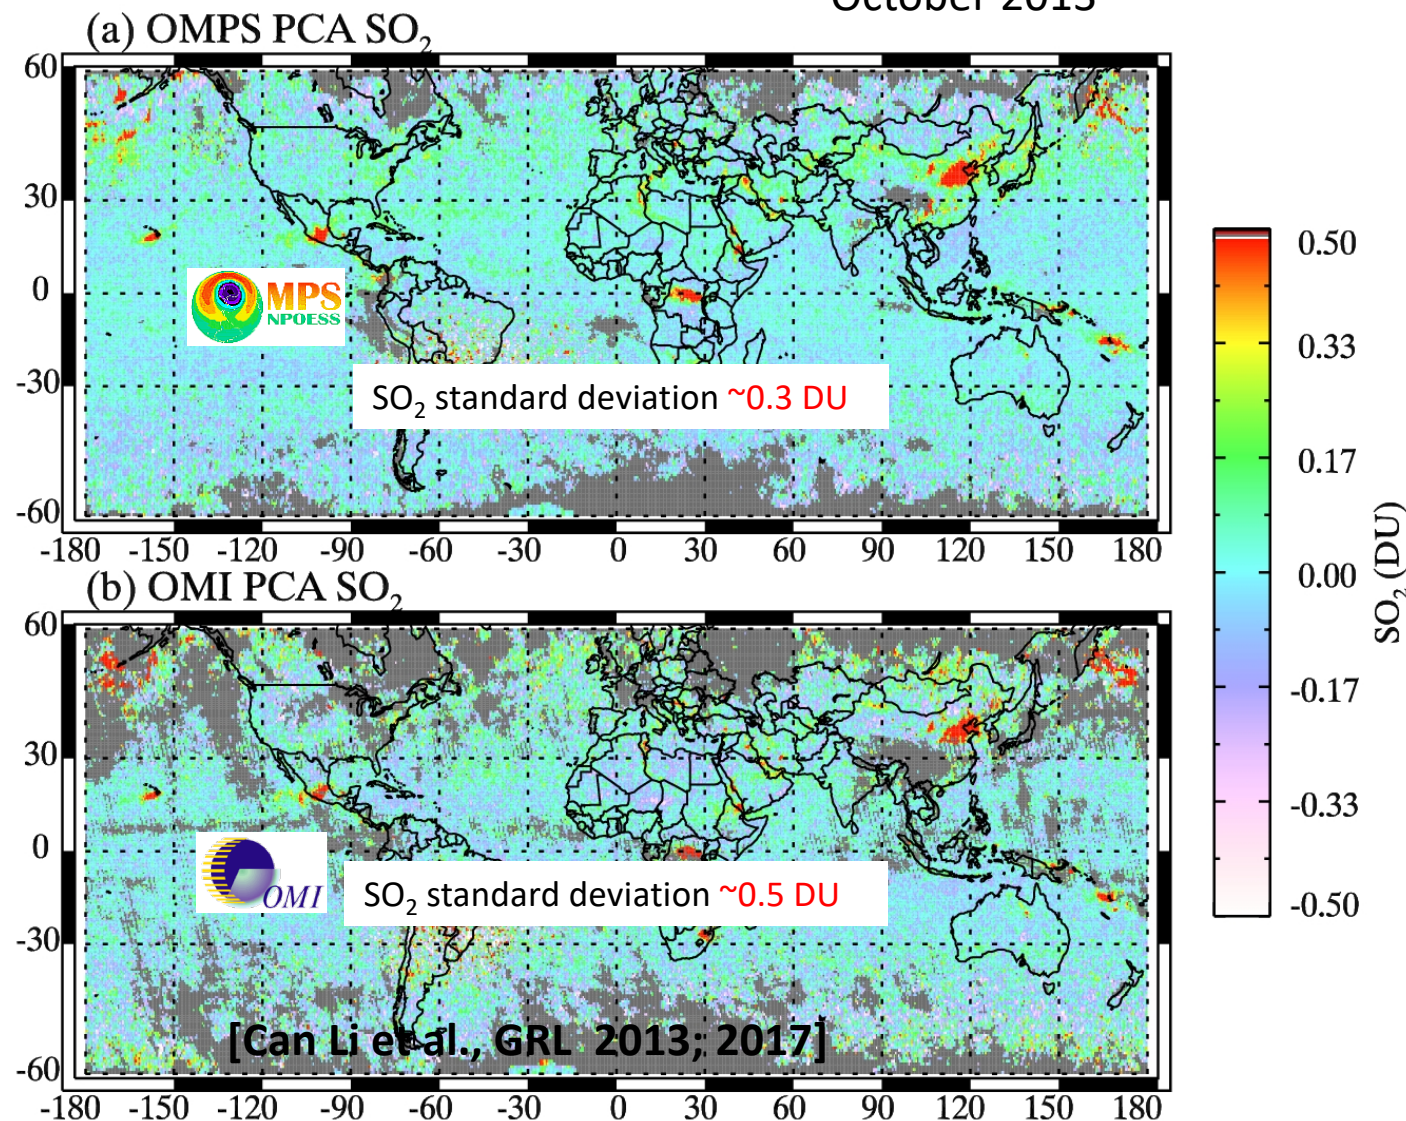 October 2013
(a) OMPS PCA SO₂
60
30
0
-30
-60
MPS
NPOESS
SO₂ standard deviation ~0.3 DU
-180 -150 -120 -90 -60 -30 0 30 60 90 120 150 180
(b) OMI PCA SO₂
60
30
0
-30
-60
OMI
SO₂ standard deviation ~0.5 DU
[Can Li et al., GRL 2013; 2017]
-180 -150 -120 -90 -60 -30 0 30 60 90 120 150 180
0.50
0.33
0.17
0.00
-0.17
-0.33
-0.50
SO₂ (DU)